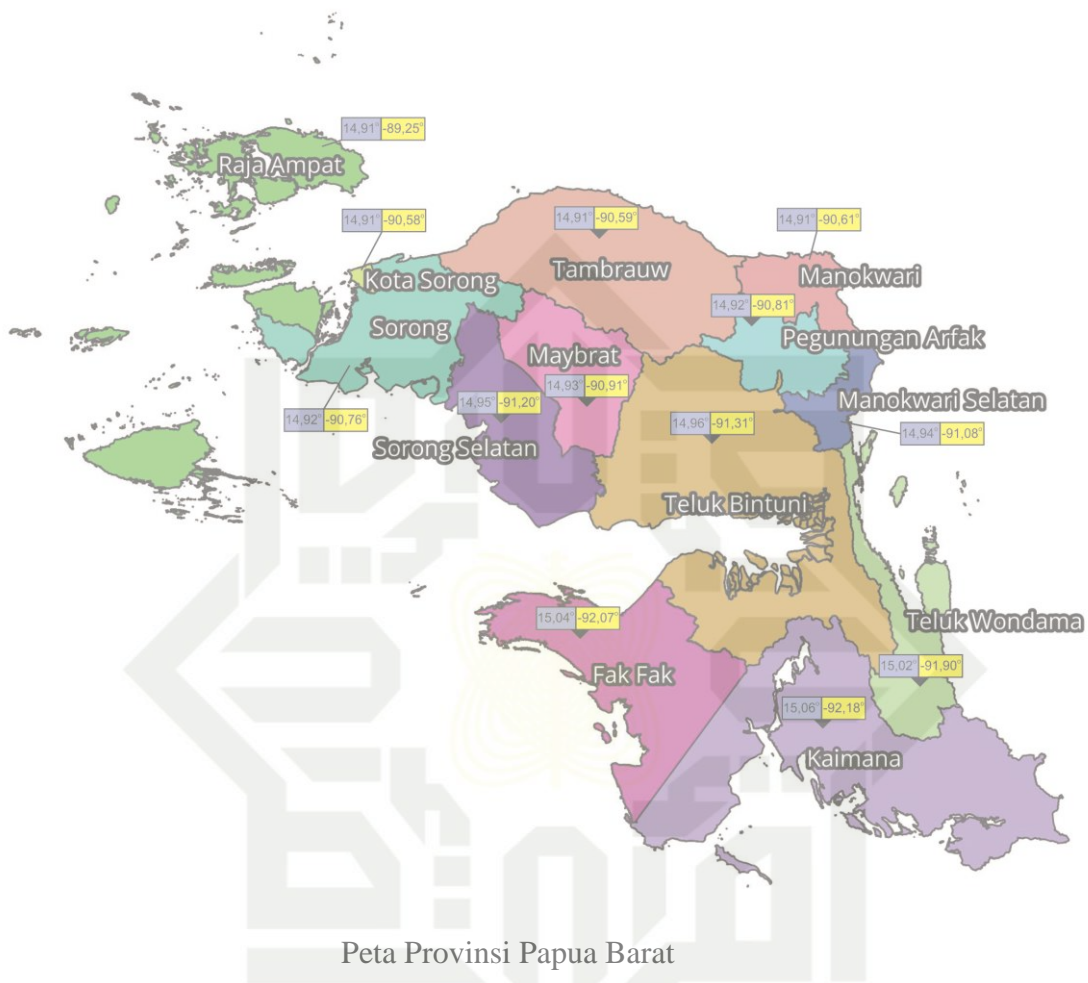 14,91° -89,25°
Raja Ampat
14,91° -90,58°
14,91° -90,59°
14,91° -90,61°
Kota Sorong
Tambrauw
Manokwari
14,92° -90,81°
Sorong
Maybrat
Pegunungan Arfak
14,93° -90,91°
14,95° -91,20°
Manokwari Selatan
14,92° -90,76°
14,96° -91,31°
14,94° -91,08°
Sorong Selatan
Teluk Bintuni
15,04° -92,07°
Teluk Wondama
Fak Fak
15,02° -91,90°
15,06° -92,18°
Kaimana
Peta Provinsi Papua Barat